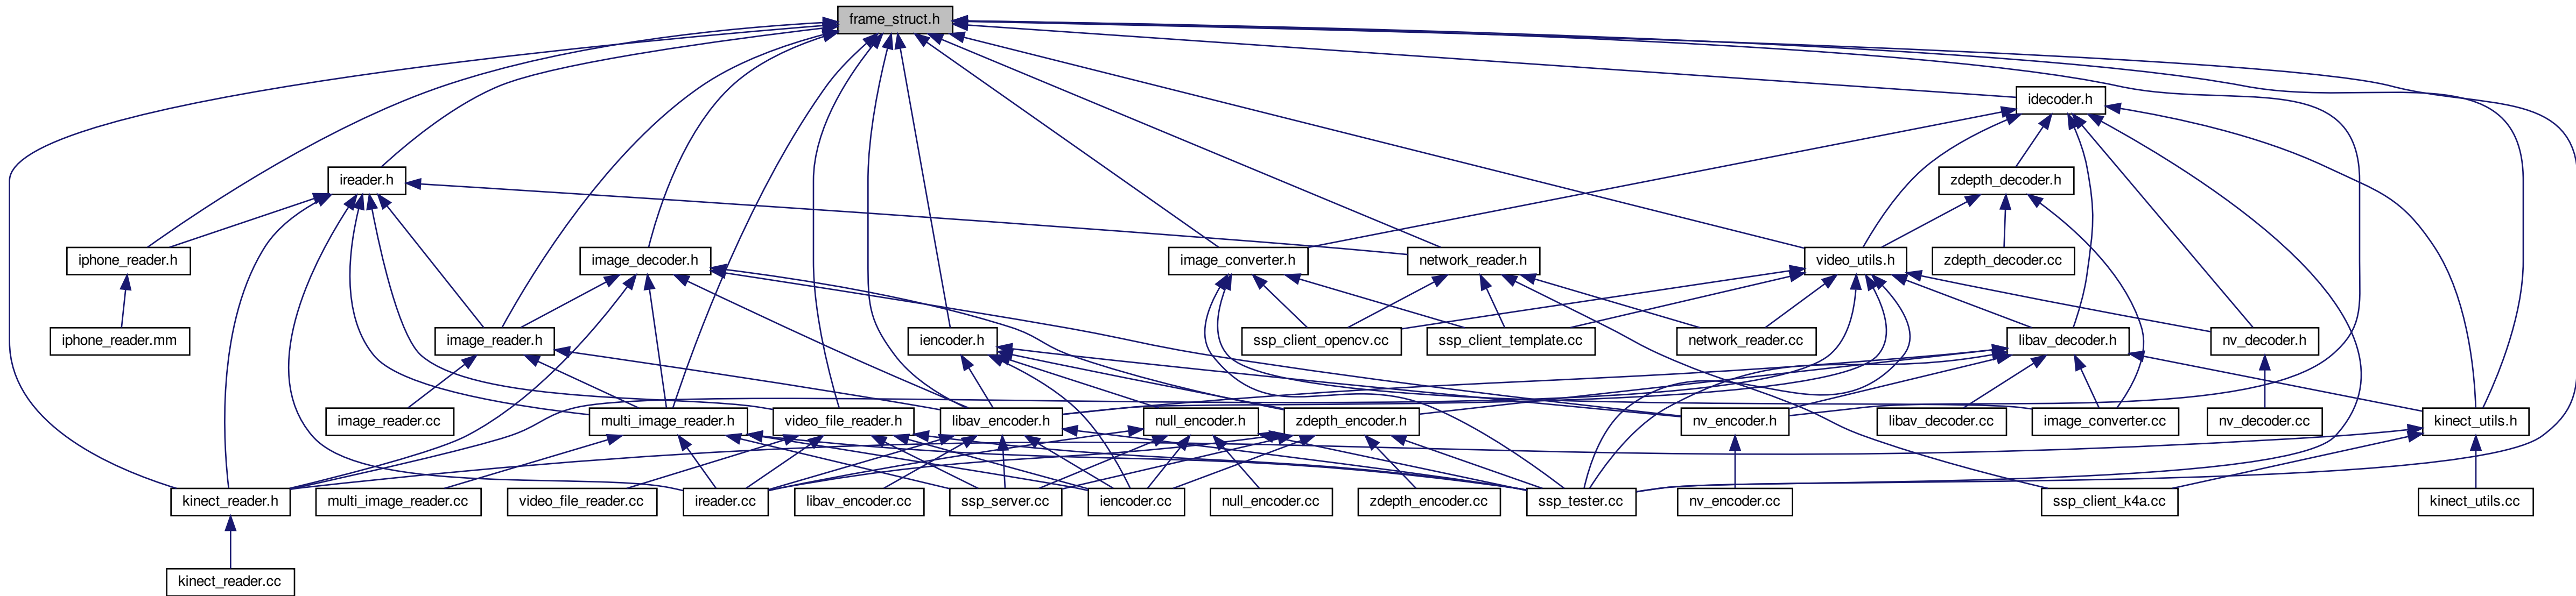 frame_struct.h
idecoder.h
ireader.h
zdepth_decoder.h
iphone_reader.h
image_decoder.h
image_converter.h
network_reader.h
video_utils.h
zdepth_decoder.cc
iphone_reader.mm
image_reader.h
iencoder.h
ssp_client_opencv.cc
ssp_client_template.cc
network_reader.cc
libav_decoder.h
nv_decoder.h
image_reader.cc
multi_image_reader.h
video_file_reader.h
libav_encoder.h
null_encoder.h
zdepth_encoder.h
nv_encoder.h
libav_decoder.cc
image_converter.cc
nv_decoder.cc
kinect_utils.h
kinect_reader.h
multi_image_reader.cc
video_file_reader.cc
ireader.cc
libav_encoder.cc
ssp_server.cc
iencoder.cc
null_encoder.cc
zdepth_encoder.cc
ssp_tester.cc
nv_encoder.cc
ssp_client_k4a.cc
kinect_utils.cc
kinect_reader.cc